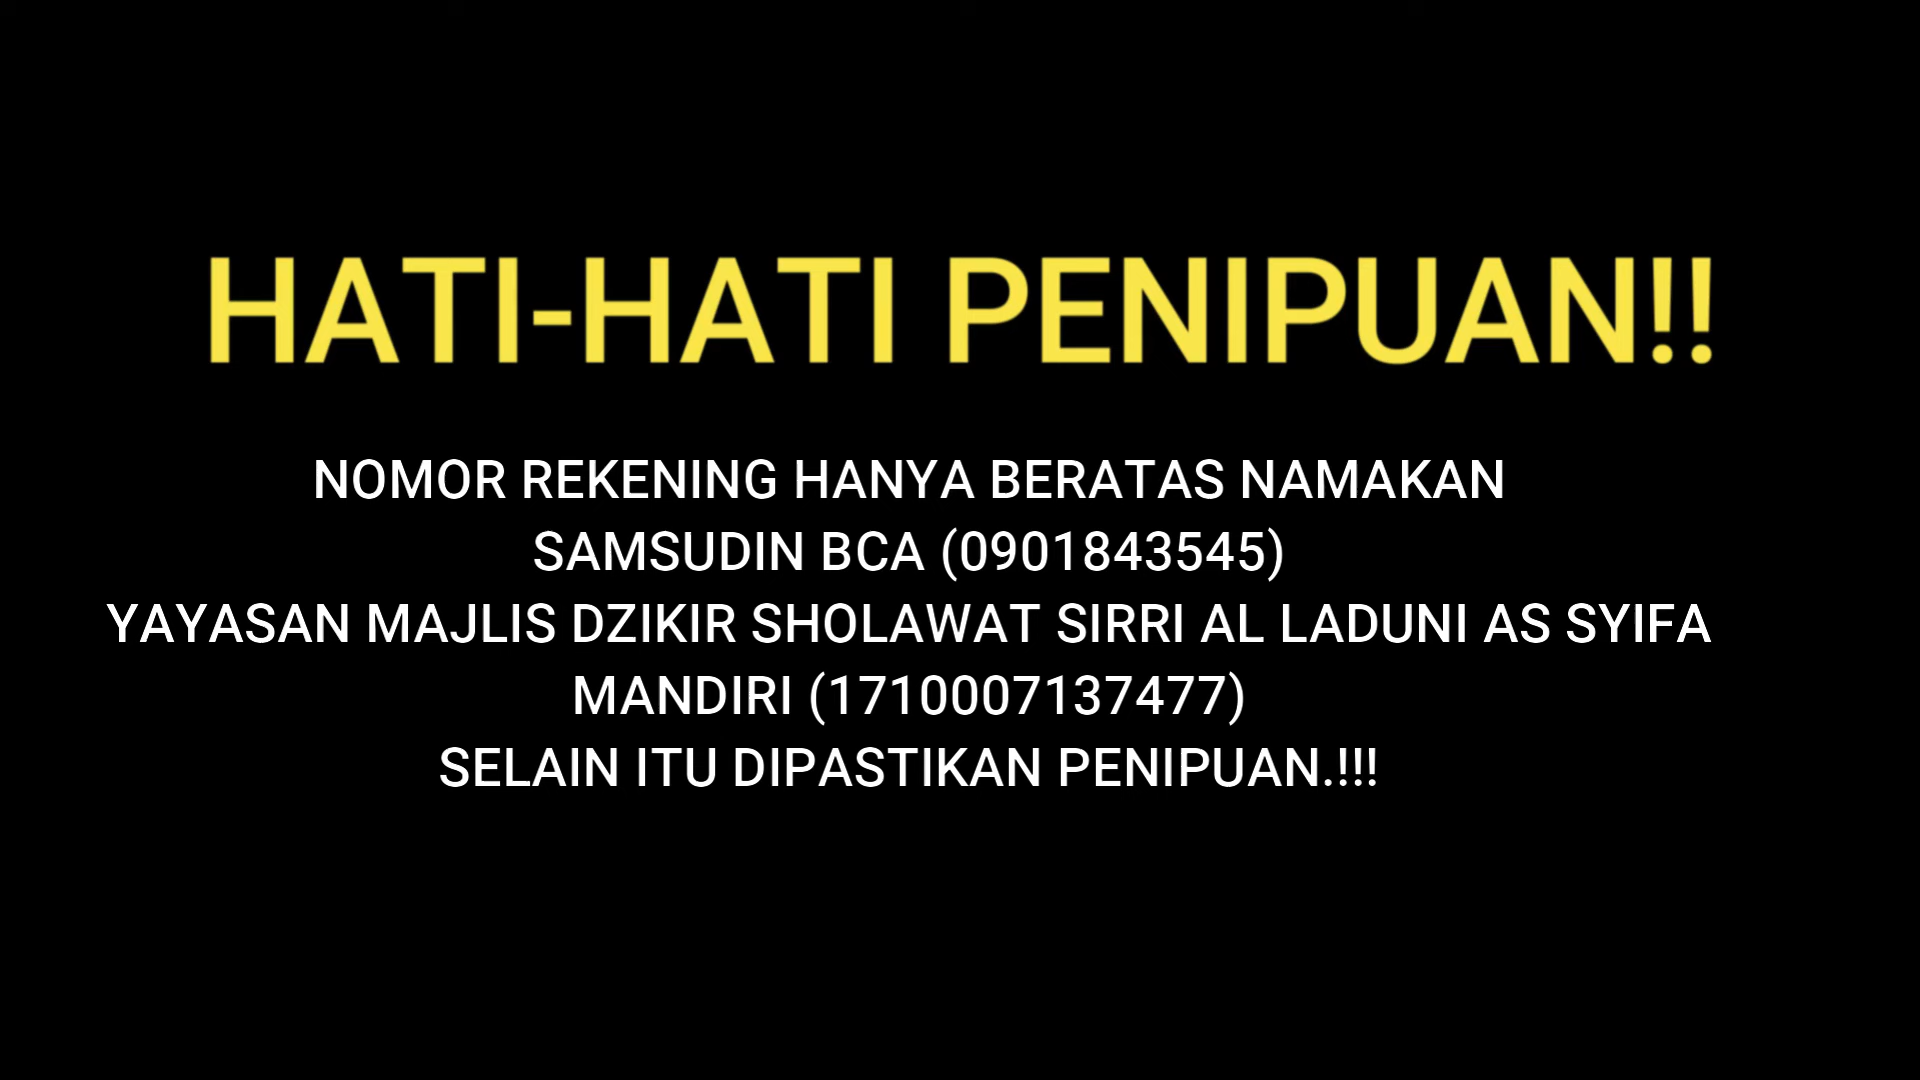 HATI-HATI PENIPUAN!!
NOMOR REKENING HANYA BERATAS NAMAKAN
SAMSUDIN BCA (0901843545)
YAYASAN MAJLIS DZIKIR SHOLAWAT SIRRI AL LADUNI AS SYIFA
MANDIRI (1710007137477)
SELAIN ITU DIPASTIKAN PENIPUAN.!!!